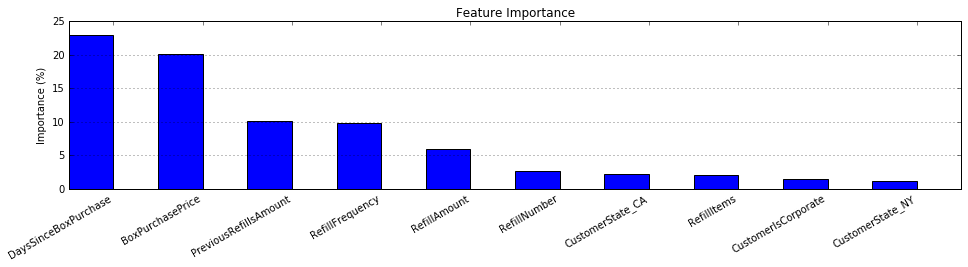 Feature Importance
25
20
15
10
5
0
Importance (%)
DaysSinceBoxPurchase
BoxPurchasePrice
PreviousRefillsAmount
RefillFrequency
RefillAmount
RefillNumber
CustomerState_CA
RefillItems
CustomerIsCorporate
CustomerState_NY